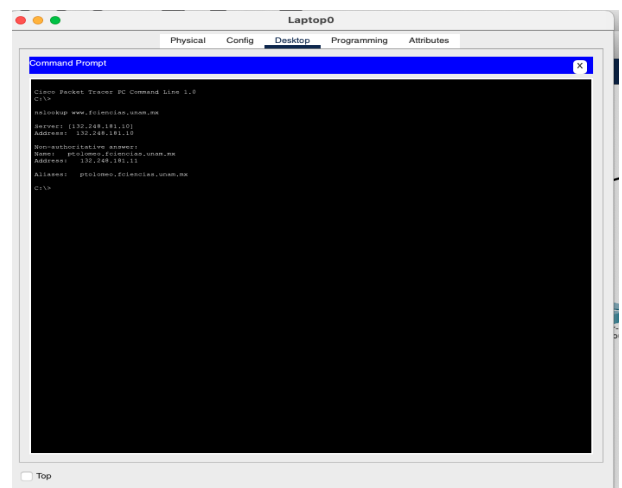 Laptop0
Physical Config Desktop Programming Attributes
Command Prompt
X
Cisco Packet Tracer PC Command Line 1.0
C:\>
nslookup www.fciencias.unam.mx
Server: [132.248.181.10]
Address: 132.248.181.10
Non-authoritative answer:
Name: ptolomeo.fciencias.unam.mx
Address: 132.248.181.11
Aliases: ptolomeo.fciencias.unam.mx
C:\>
Top